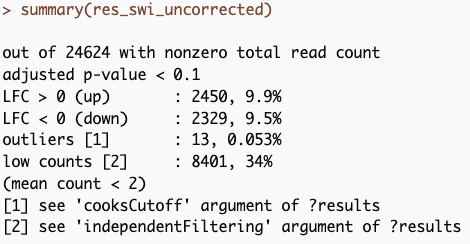 > summary(res_swi_uncorrected)

out of 24624 with nonzero total read count
adjusted p-value < 0.1
LFC > 0 (up)       : 2450, 9.9%
LFC < 0 (down)     : 2329, 9.5%
outliers [1]       : 13, 0.053%
low counts [2]     : 8401, 34%
(mean count < 2)
[1] see 'cooksCutoff' argument of ?results
[2] see 'independentFiltering' argument of ?results